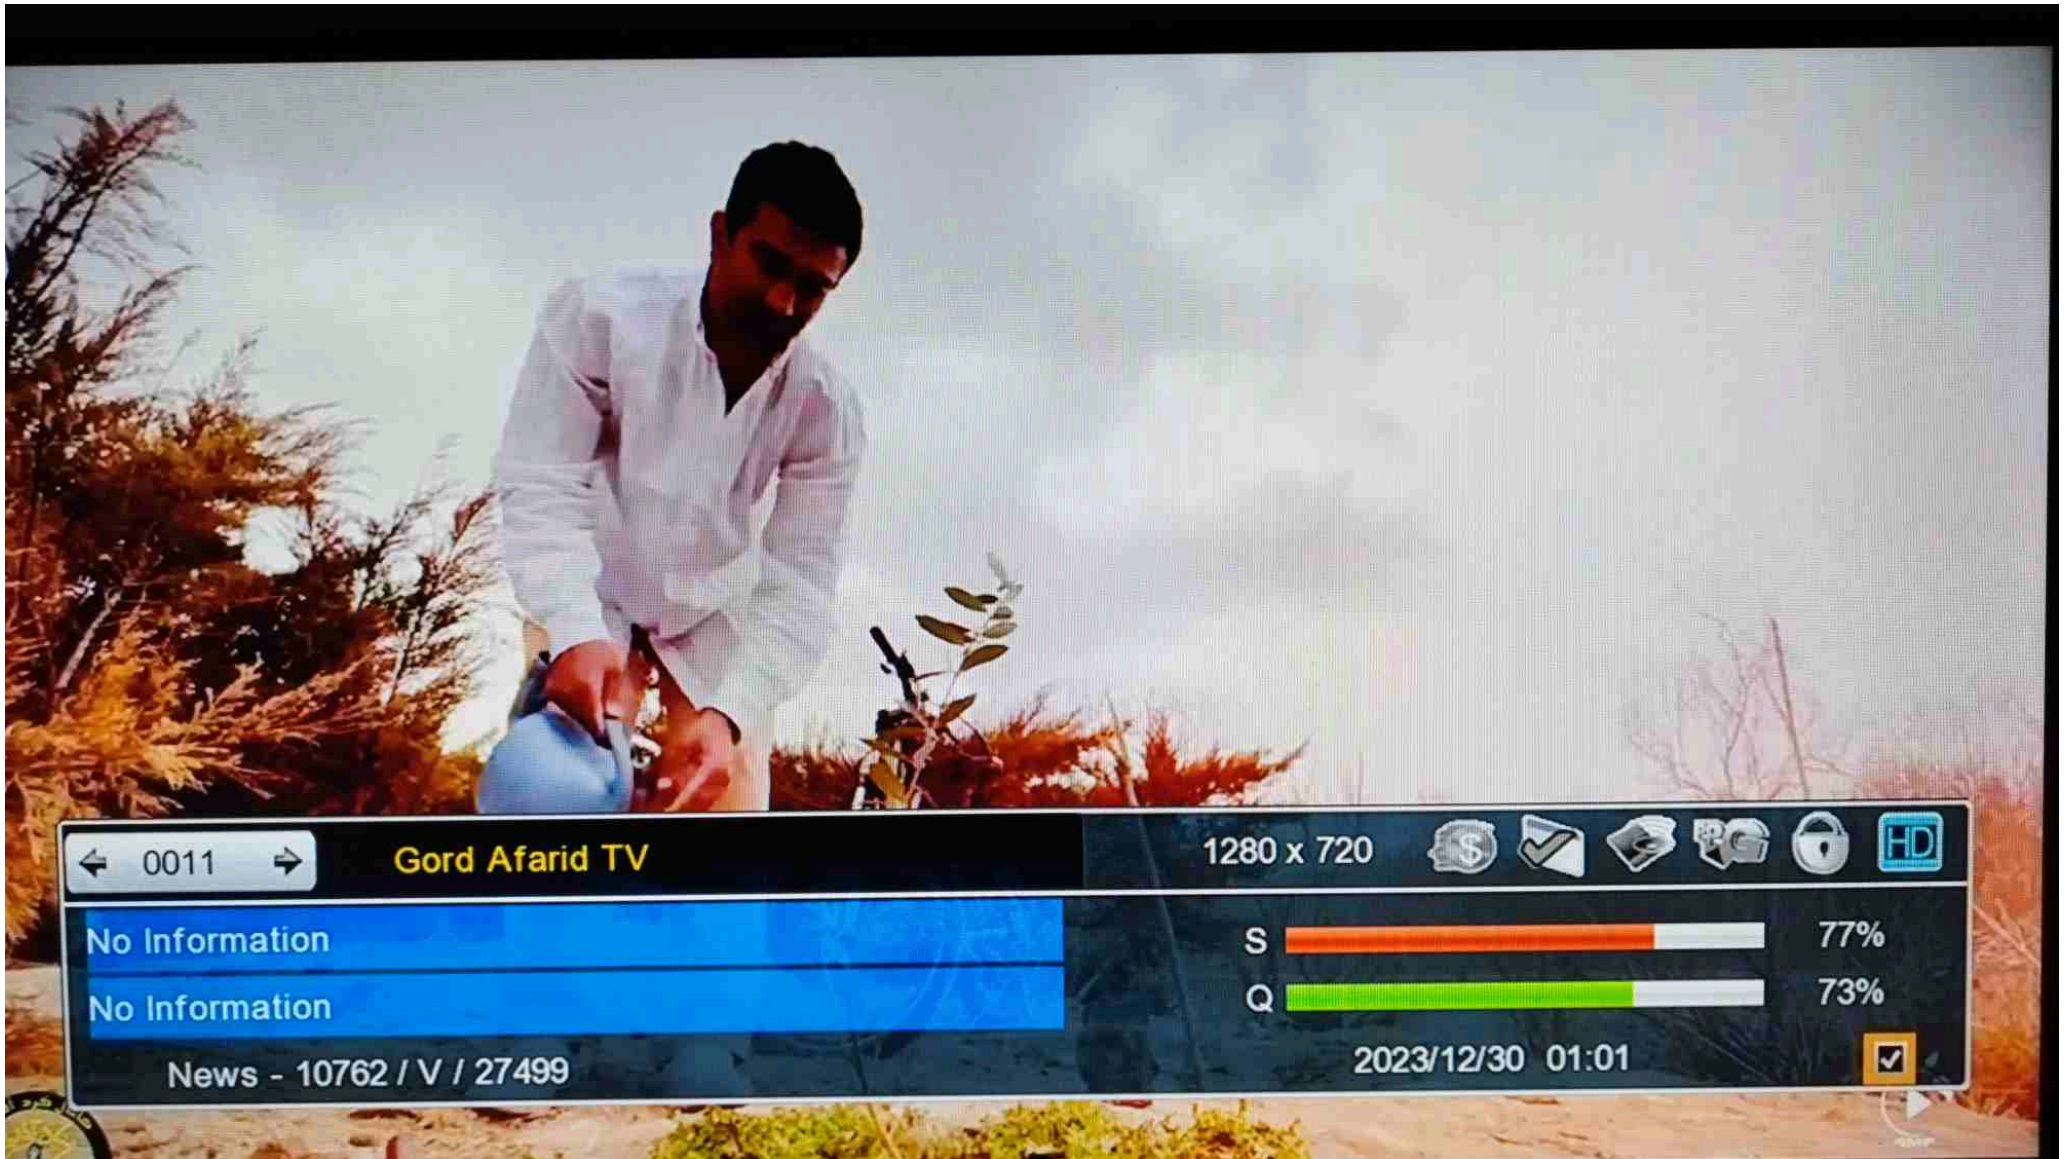 0011
Gord Afarid TV
1280 x 720
HD
No Information
No Information
S 77%
Q 73%
News - 10762 / V / 27499
2023/12/30 01:01